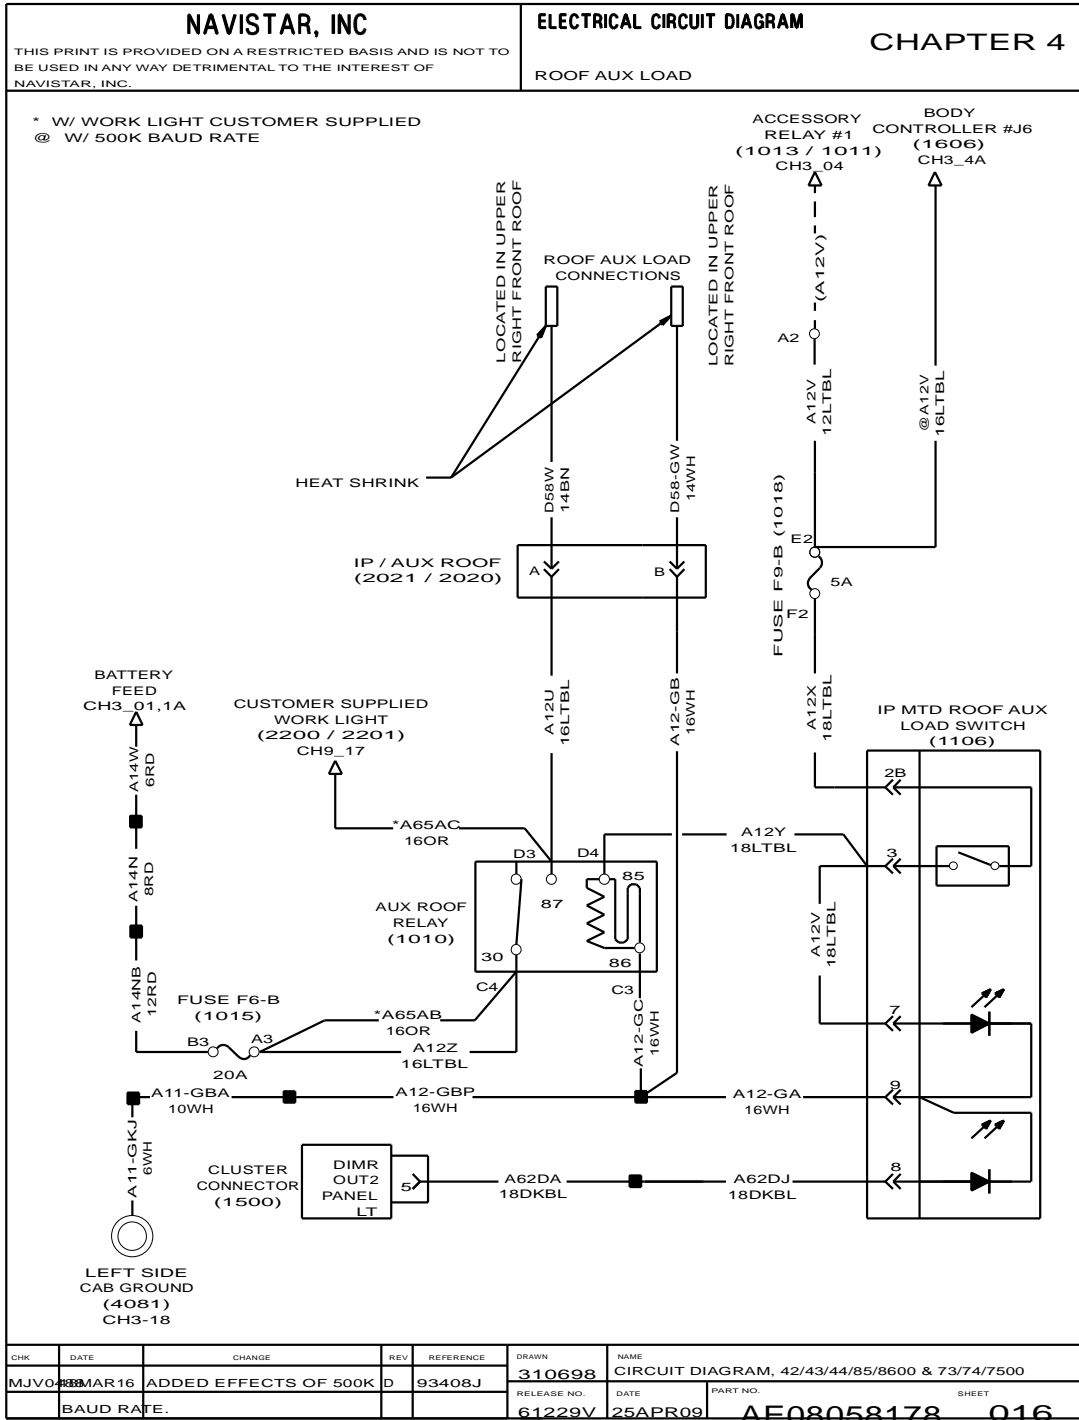 NAVISTAR, INC
THIS PRINT IS PROVIDED ON A RESTRICTED BASIS AND IS NOT TO
BE USED IN ANY WAY DETRIMENTAL TO THE INTEREST OF
NAVISTAR, INC.
ELECTRICAL CIRCUIT DIAGRAM
CHAPTER 4
ROOF AUX LOAD
* W/ WORK LIGHT CUSTOMER SUPPLIED
@ W/ 500K BAUD RATE
ACCESSORY
RELAY #1
(1013 / 1011)
CH3_04
BODY
CONTROLLER #J6
(1606)
CH3_4A
LOCATED IN UPPER
RIGHT FRONT ROOF
ROOF AUX LOAD
CONNECTIONS
LOCATED IN UPPER
RIGHT FRONT ROOF
(A12V)
A2
A12V
12LTBL
@A12V
16LTBL
HEAT SHRINK
D58W
14BN
D58-GW
14WH
FUSE F9-B (1018)
E2
5A
F2
IP / AUX ROOF
(2021 / 2020)
A
B
BATTERY
FEED
CH3_01,1A
CUSTOMER SUPPLIED
WORK LIGHT
(2200 / 2201)
CH9_17
A12U
16LTBL
A12-GB
16WH
A12X
18LTBL
IP MTD ROOF AUX
LOAD SWITCH
(1106)
A14W
6RD
2B
*A65AC
16OR
A12Y
18LTBL
3
D3
D4
85
87
A14N
8RD
AUX ROOF
RELAY
(1010)
30
86
A12V
18LTBL
C4
C3
A14NB
12RD
FUSE F6-B
(1015)
*A65AB
16OR
A12-GC
16WH
7
B3
A3
20A
A12Z
16LTBL
A11-GBA
10WH
A12-GBP
16WH
A12-GA
16WH
9
A11-GKJ
6WH
CLUSTER
CONNECTOR
(1500)
DIMR
OUT2
PANEL
LT
5
A62DA
18DKBL
A62DJ
18DKBL
8
LEFT SIDE
CAB GROUND
(4081)
CH3-18
CHK DATE CHANGE REV REFERENCE
MAR16 ADDED EFFECTS OF 500K D 93408J
BAUD RATE.
DRAWN
310698
NAME
CIRCUIT DIAGRAM, 42/43/44/85/8600 & 73/74/7500
RELEASE NO.
61229V
DATE
25APR09
PART NO.
AE08058178
SHEET
016